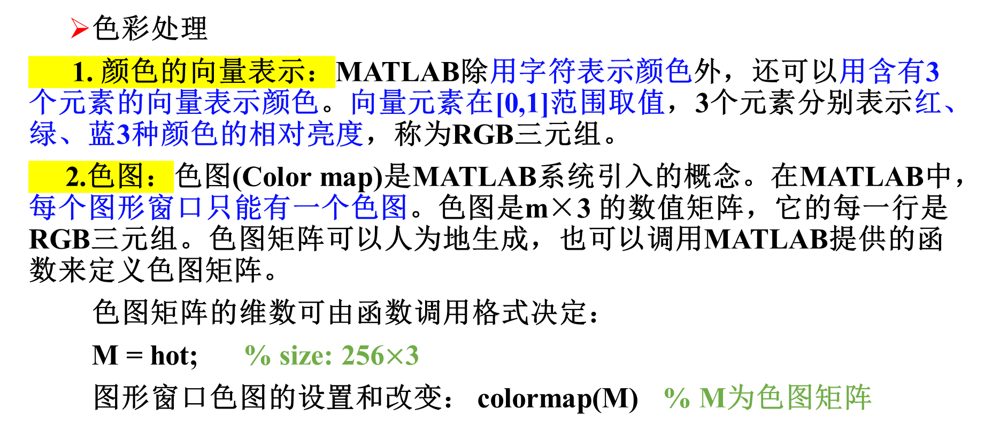 ➢色彩处理
1. 颜色的向量表示：MATLAB除用字符表示颜色外，还可以用含有3
个元素的向量表示颜色。向量元素在[0,1]范围取值，3个元素分别表示红、
绿、蓝3种颜色的相对亮度，称为RGB三元组。
2.色图：色图(Color map)是MATLAB系统引入的概念。在MATLAB中，
每个图形窗口只能有一个色图。色图是m×3 的数值矩阵，它的每一行是
RGB三元组。色图矩阵可以人为地生成，也可以调用MATLAB提供的函
数来定义色图矩阵。
色图矩阵的维数可由函数调用格式决定：
M = hot; % size: 256×3
图形窗口色图的设置和改变： colormap(M) % M为色图矩阵